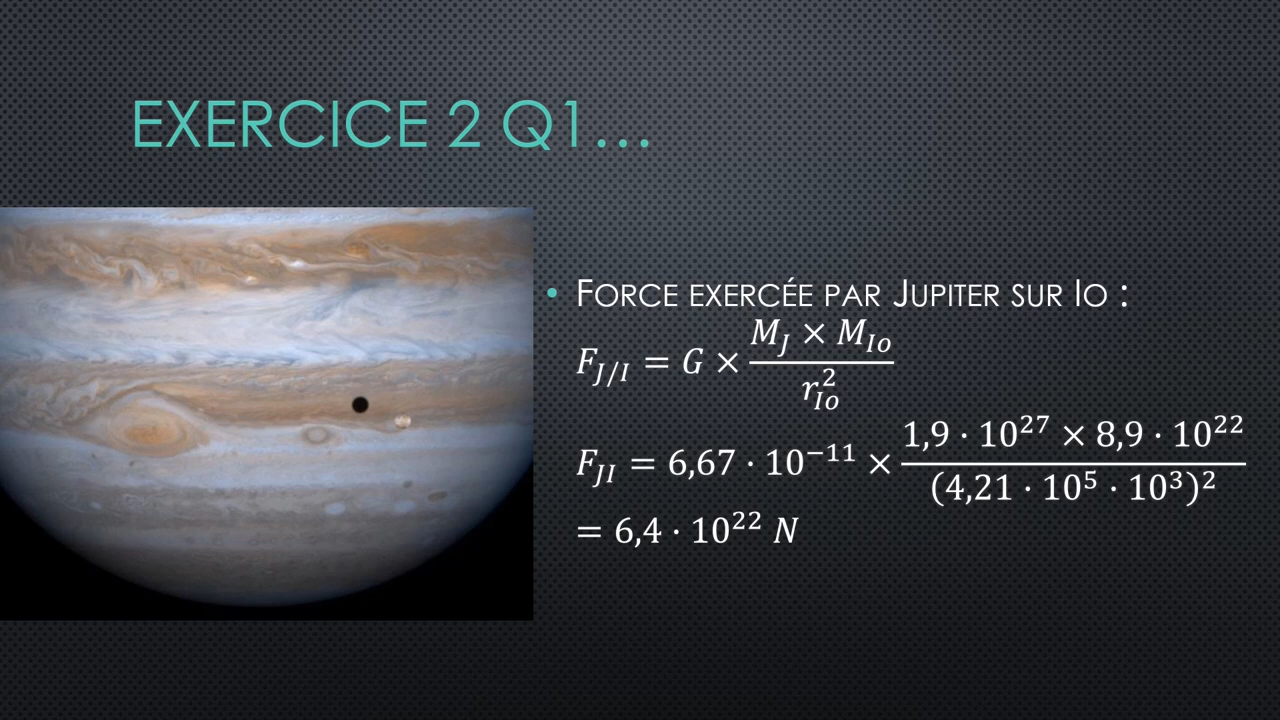 EXERCICE 2 Q1…
• FORCE EXERCÉE PAR JUPITER SUR IO :
F_{J/I} = G × \frac{M_J × M_{Io}}{r_{Io}^2}
F_{JI} = 6,67 · 10^{−11} × \frac{1,9 · 10^{27} × 8,9 · 10^{22}}{(4,21 · 10^5 · 10^3)^2}
= 6,4 · 10^{22} N